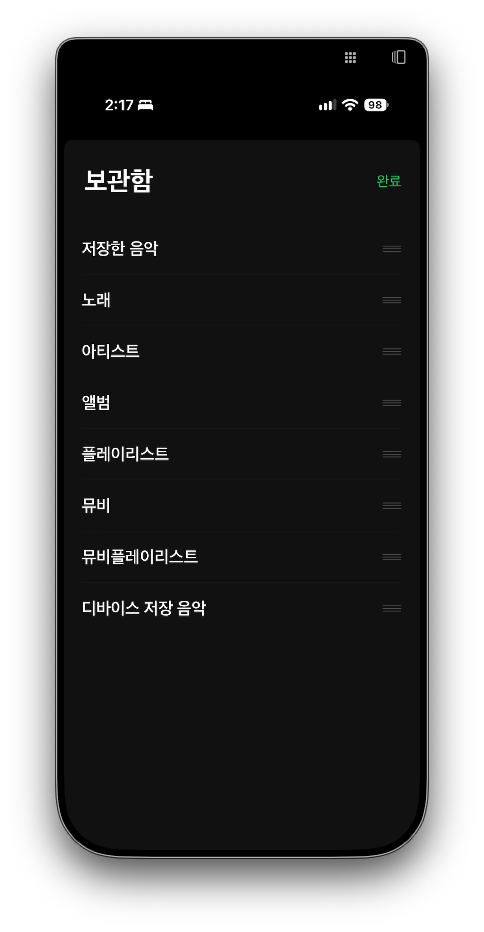 2:17
98
보관함
완료
저장한 음악
노래
아티스트
앨범
플레이리스트
뮤비
뮤비플레이리스트
디바이스 저장 음악